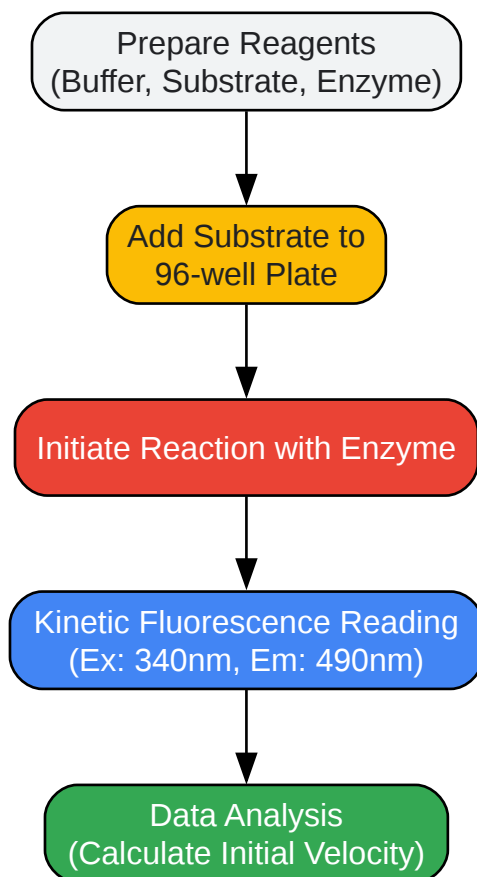 Prepare Reagents
(Buffer, Substrate, Enzyme)
Add Substrate to
96-well Plate
Initiate Reaction with Enzyme
Kinetic Fluorescence Reading
(Ex: 340nm, Em: 490nm)
Data Analysis
(Calculate Initial Velocity)